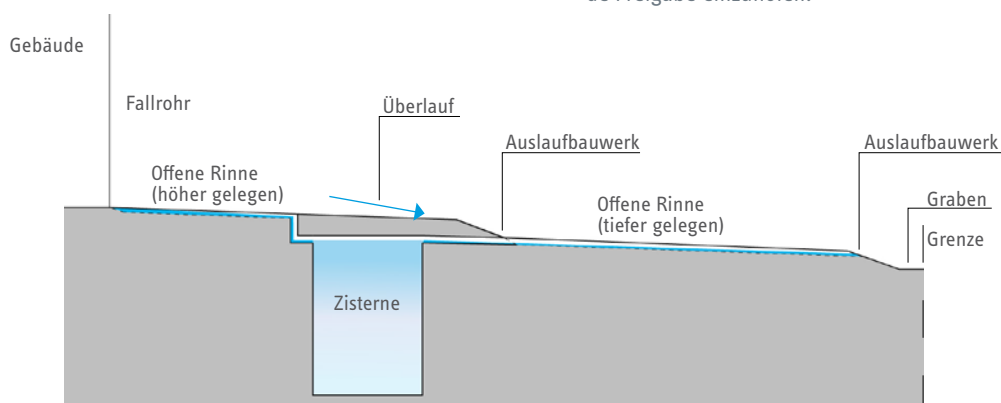 Gebäude
Fallrohr
Überlauf
Auslaufbauwerk
Auslaufbauwerk
Offene Rinne
(höher gelegen)
Offene Rinne
(tiefer gelegen)
Graben
Grenze
Zisterne